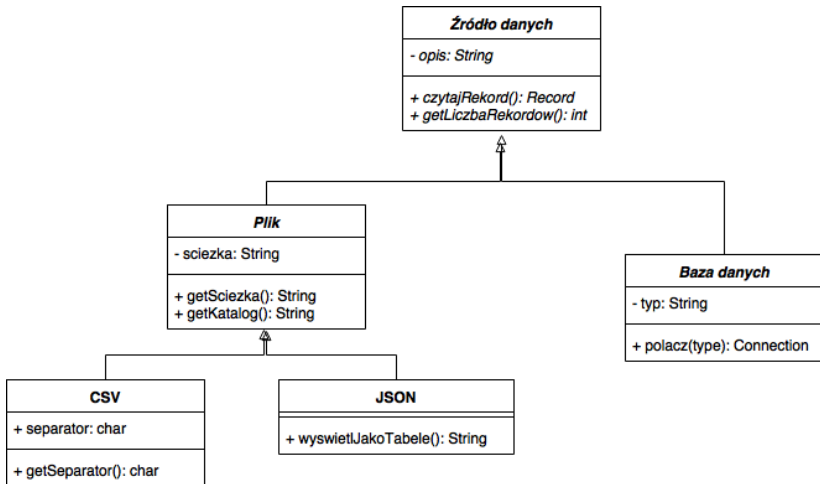 Źródło danych
- opis: String
+ czytajRekord(): Record
+ getLiczbaRekordow(): int
Plik
- sciezka: String
+ getSciezka(): String
+ getKatalog(): String
Baza danych
- typ: String
+ polacz(type): Connection
CSV
+ separator: char
+ getSeparator(): char
JSON
+ wyswietlJakoTabele(): String